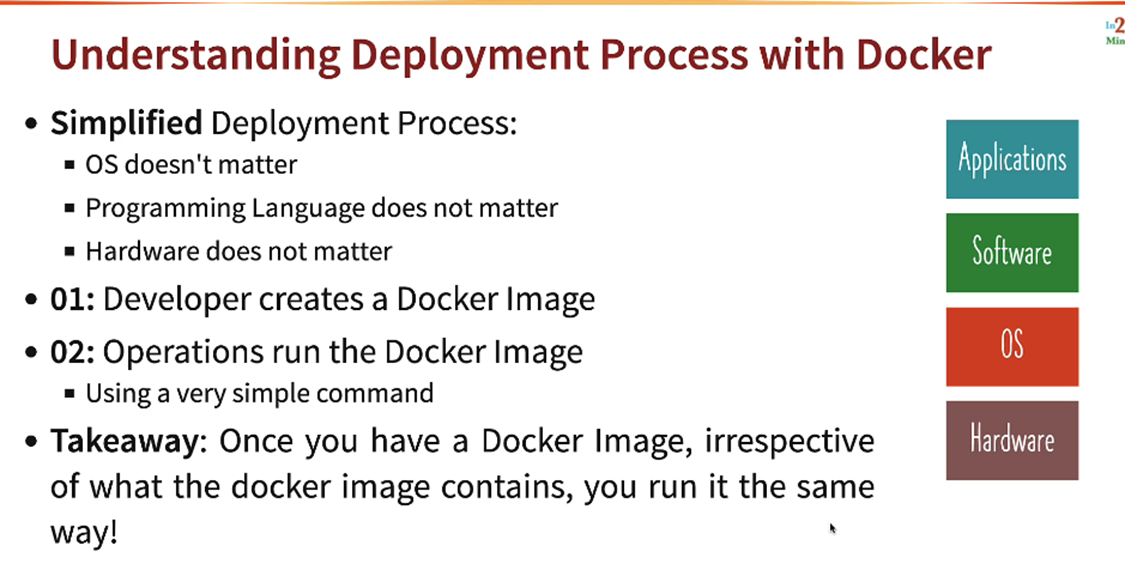 Understanding Deployment Process with Docker
In2
Min
• Simplified Deployment Process:
▪ OS doesn't matter
▪ Programming Language does not matter
▪ Hardware does not matter
• 01: Developer creates a Docker Image
• 02: Operations run the Docker Image
▪ Using a very simple command
• Takeaway: Once you have a Docker Image, irrespective
of what the docker image contains, you run it the same
way!
Applications
Software
OS
Hardware